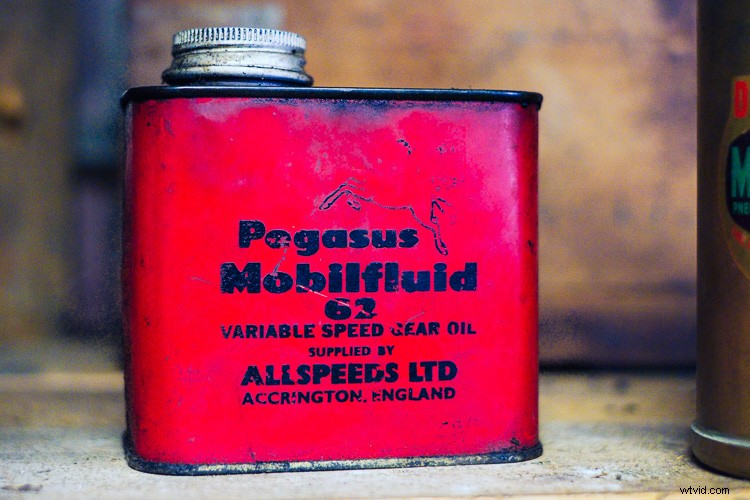 Pegasus
Mobilfluid
62
VARIABLE SPEED GEAR OIL
SUPPLIED BY
ALLSPEEDS LTD
ACCRINGTON, ENGLAND
wtvid.com